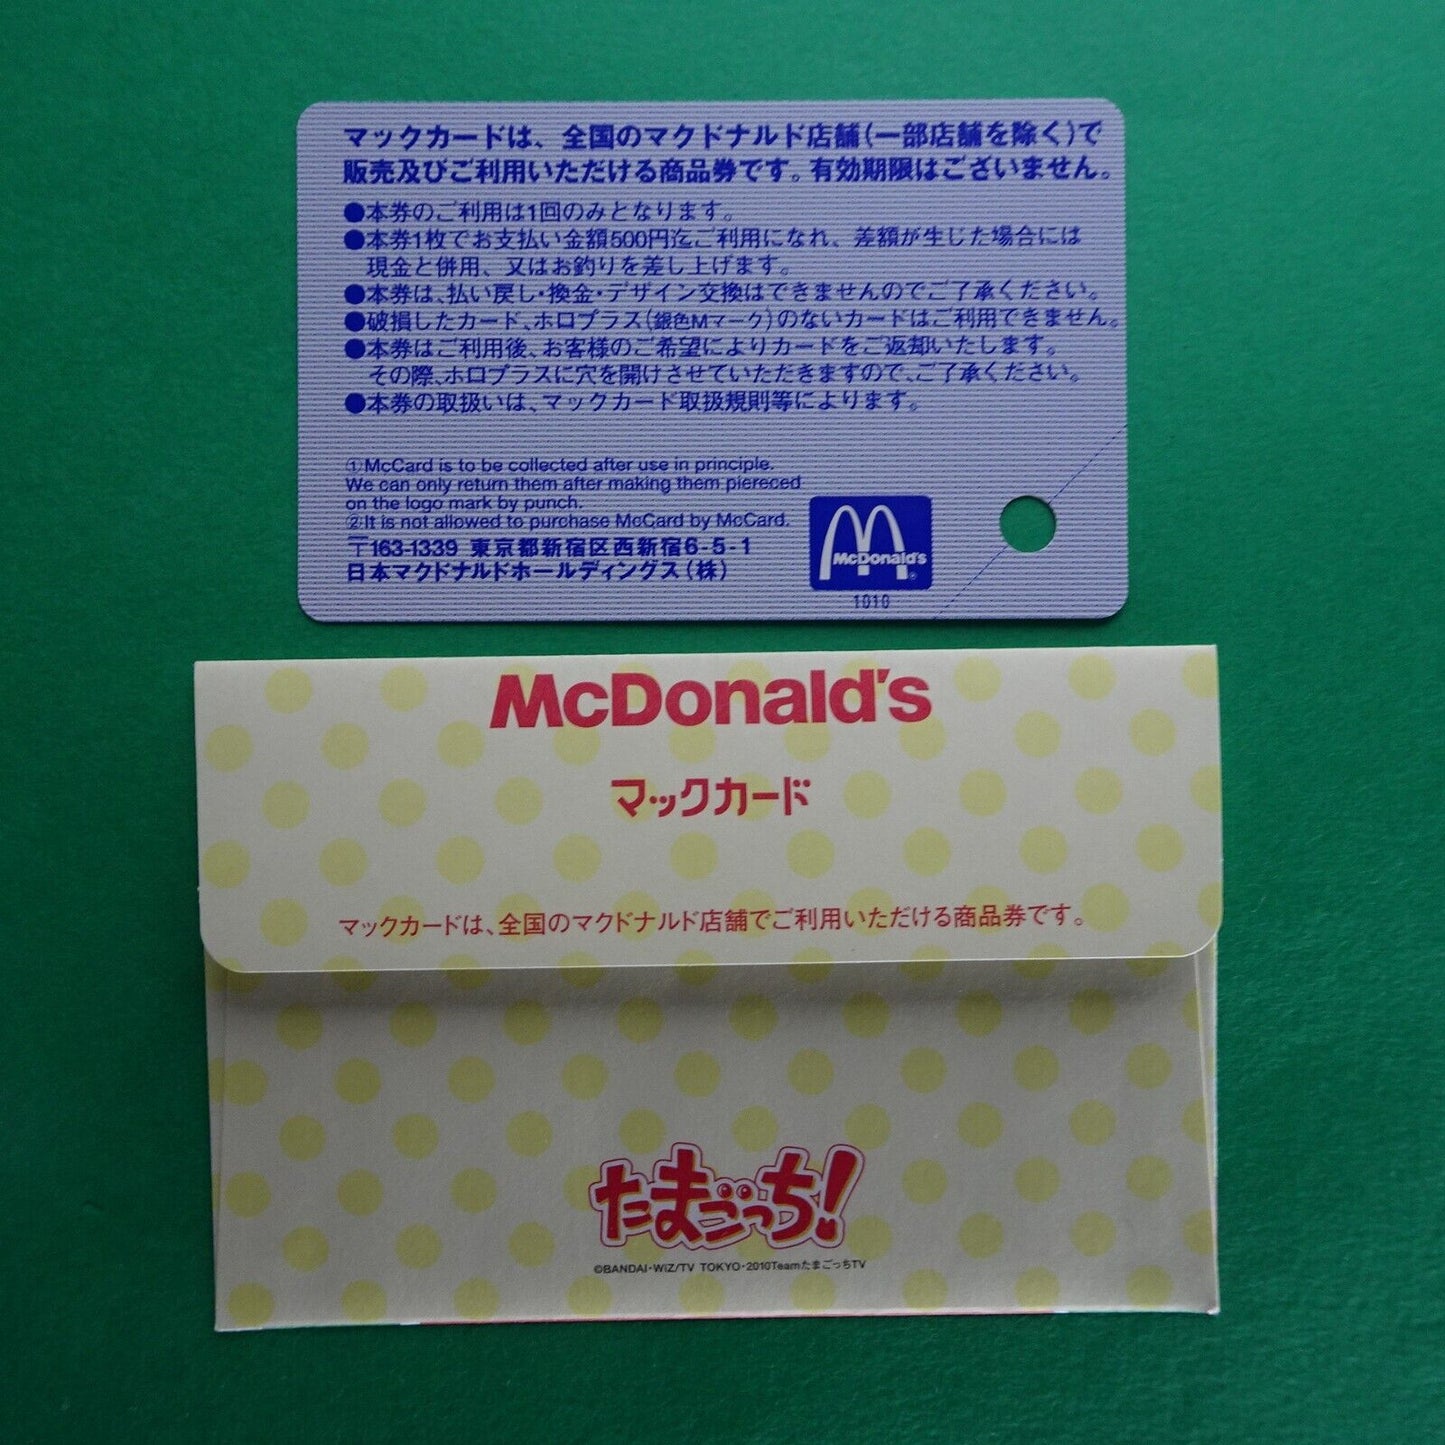 マックカードは、全国のマクドナルド店舗(一部店舗を除く)で
販売及びご利用いただける商品券です。有効期限はございません。
●本券のご利用は1回のみとなります。
●本券1枚でお支払い金額500円迄ご利用になれ、差額が生じた場合には
現金と併用、又はお釣りを差し上げます。
●本券は、払い戻し・換金・デザイン交換はできませんのでご了承ください。
●破損したカード、ホロプラス(銀色Mマーク)のないカードはご利用できません。
●本券はご利用後、お客様のご希望によりカードをご返却いたします。
その際、ホロプラスに穴を開けさせていただきますので、ご了承ください。
●本券の取扱いは、マックカード取扱規則等によります。
①McCard is to be collected after use in principle.
We can only return them after making them piereced
on the logo mark by punch.
②It is not allowed to purchase McCard by McCard.
〒163-1339 東京都新宿区西新宿6-5-1
日本マクドナルドホールディングス(株)
McDonald's
®
1010
McDonald's
マックカード
マックカードは、全国のマクドナルド店舗でご利用いただける商品券です。
たまごっち!
©BANDAI・WiZ/TV TOKYO・2010TeamたまごっちTV